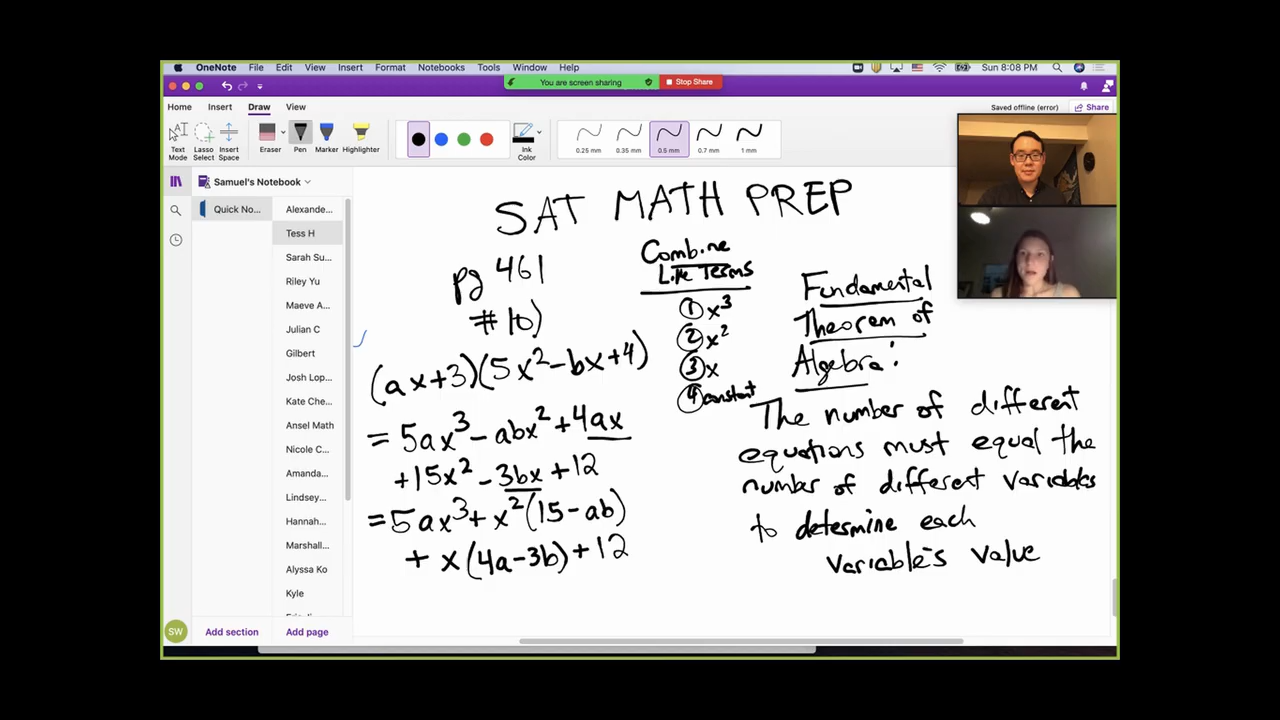 OneNote File Edit View Insert Format Notebooks Tools Window Help
Sun 8:08 PM
You are screen sharing
Stop Share
Home Insert Draw View
Saved offline (error)
Share
Text Mode
Lasso Select
Insert Space
Eraser
Pen
Marker
Highlighter
Ink Color
0.25 mm
0.35 mm
0.5 mm
0.7 mm
1 mm
Samuel's Notebook
Quick No...
Alexande...
Tess H
Sarah Su...
Riley Yu
Maeve A...
Julian C
Gilbert
Josh Lop...
Kate Che...
Ansel Math
Nicole C...
Amanda...
Lindsey...
Hannah...
Marshall...
Alyssa Ko
Kyle
SW
Add section
Add page
SAT MATH PREP
pg 461
#10)
(ax+3)(5x²-bx+4)
= 5ax³ - abx² + 4ax
+15x² - 3bx + 12
= 5ax³ + x²(15 - ab)
+ x(4a-3b) + 12
Combine
Like Terms
① x³
② x²
③ x
④ constant
Fundamental
Theorem of
Algebra:
The number of different
equations must equal the
number of different variables
to determine each
variable's value